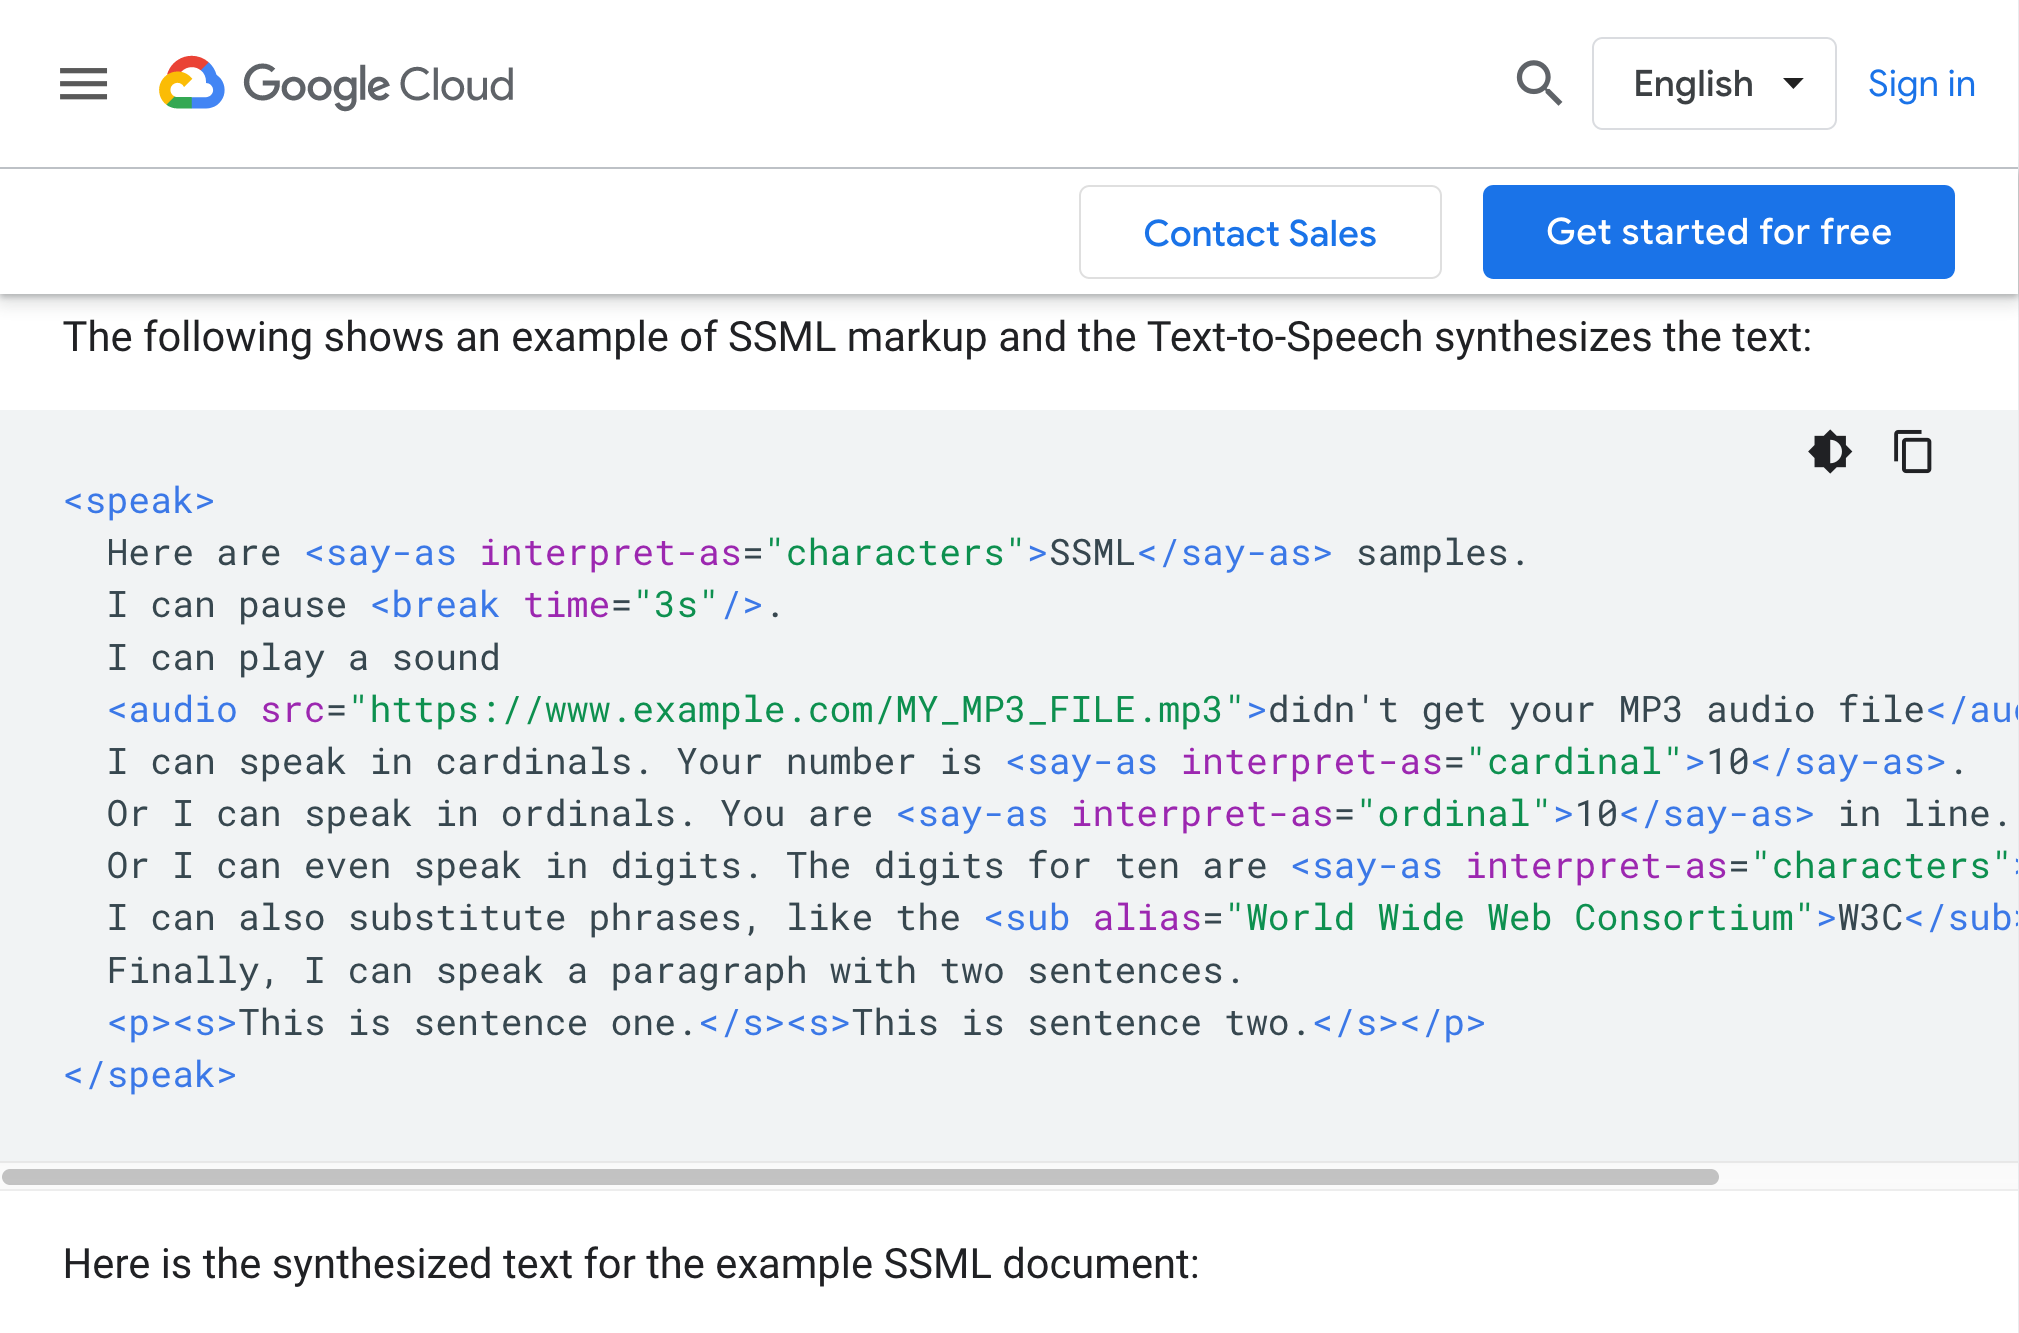 Google Cloud
English
Sign in
Contact Sales
Get started for free
The following shows an example of SSML markup and the Text-to-Speech synthesizes the text:
<speak>
  Here are <say-as interpret-as="characters">SSML</say-as> samples.
  I can pause <break time="3s"/>.
  I can play a sound
  <audio src="https://www.example.com/MY_MP3_FILE.mp3">didn't get your MP3 audio file</au
  I can speak in cardinals. Your number is <say-as interpret-as="cardinal">10</say-as>.
  Or I can speak in ordinals. You are <say-as interpret-as="ordinal">10</say-as> in line.
  Or I can even speak in digits. The digits for ten are <say-as interpret-as="characters">
  I can also substitute phrases, like the <sub alias="World Wide Web Consortium">W3C</sub>
  Finally, I can speak a paragraph with two sentences.
  <p><s>This is sentence one.</s><s>This is sentence two.</s></p>
</speak>
Here is the synthesized text for the example SSML document: